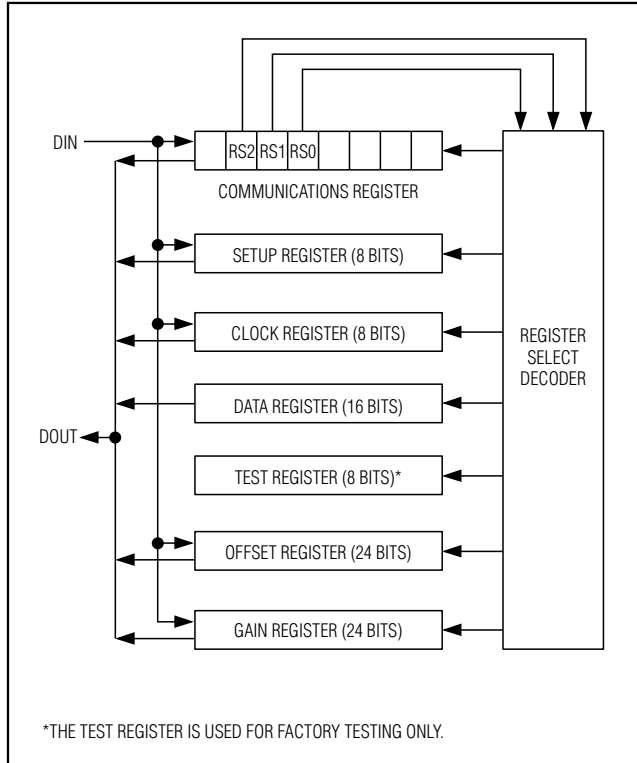 DIN
RS2 RS1 RS0
COMMUNICATIONS REGISTER
SETUP REGISTER (8 BITS)
CLOCK REGISTER (8 BITS)
REGISTER
SELECT
DECODER
DATA REGISTER (16 BITS)
DOUT
TEST REGISTER (8 BITS)*
OFFSET REGISTER (24 BITS)
GAIN REGISTER (24 BITS)
*THE TEST REGISTER IS USED FOR FACTORY TESTING ONLY.